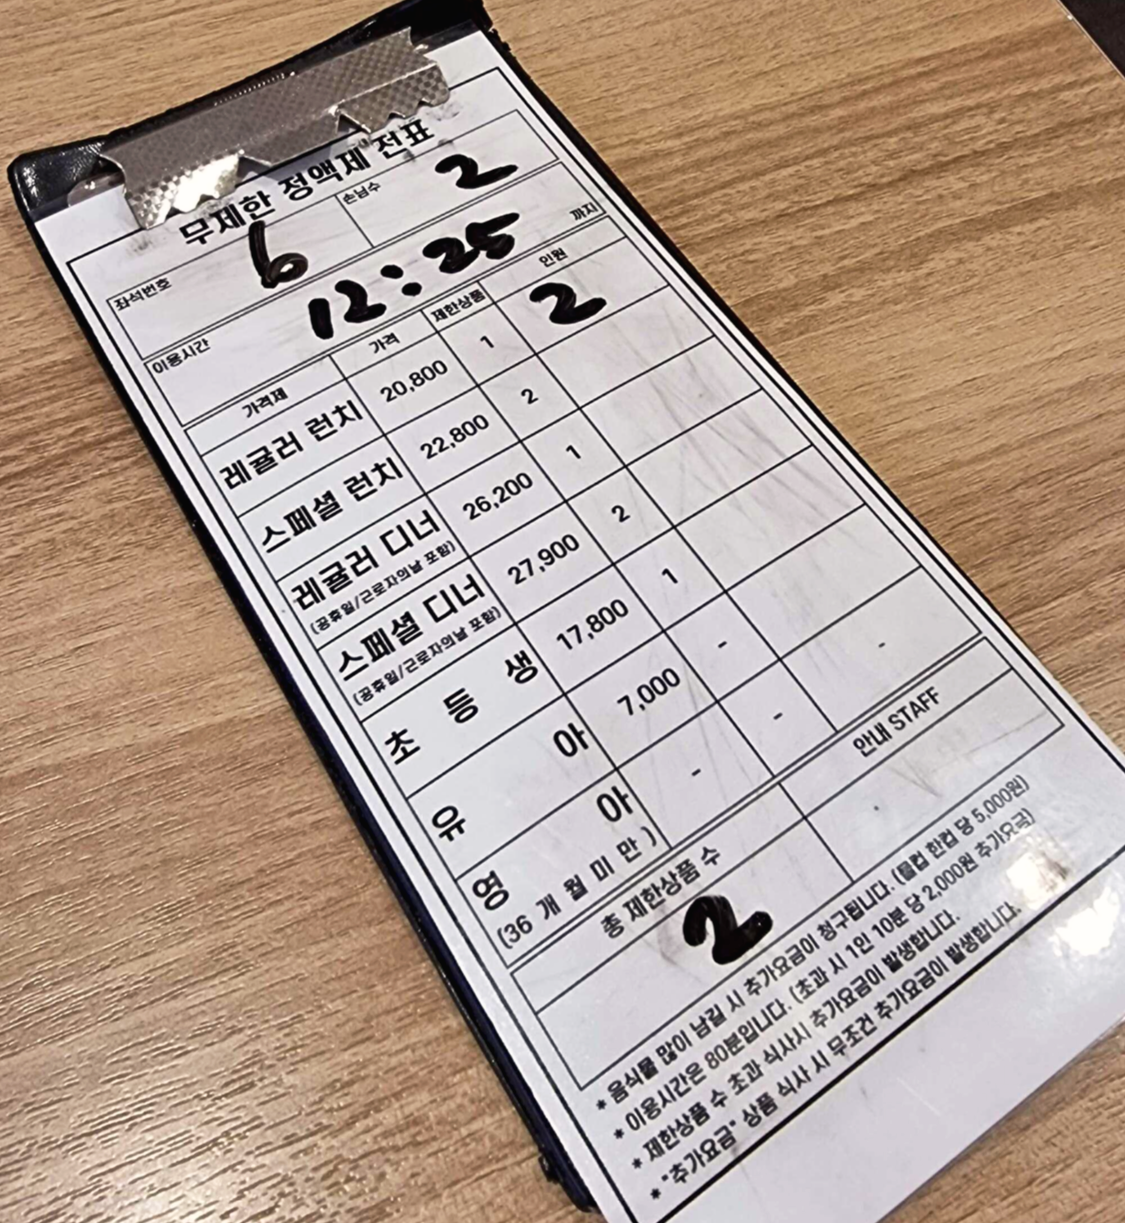 무제한 정액제 전표
좌석번호 6 손님수 2
이용시간 12:25 까지
가격제 가격 제한상품 인원
레귤러 런치 20,800 1 2
스페셜 런치 22,800 2
레귤러 디너 26,200 1
(공휴일/근로자의날 포함)
스페셜 디너 27,900 2
(공휴일/근로자의날 포함)
초 등 생 17,800 1
유 아 7,000 -
영 아 - - -
(36 개 월 미 만 )
총 제한상품 수 안내 STAFF
2
* 음식물 많이 남길 시 추가요금이 청구됩니다. (물컵 한컵 당 5,000원)
* 이용시간은 80분입니다. (초과 시 1인 10분 당 2,000원 추가요금)
* 제한상품 수 초과 식사시 추가요금이 발생합니다.
* "추가요금" 상품 식사 시 무조건 추가요금이 발생합니다.